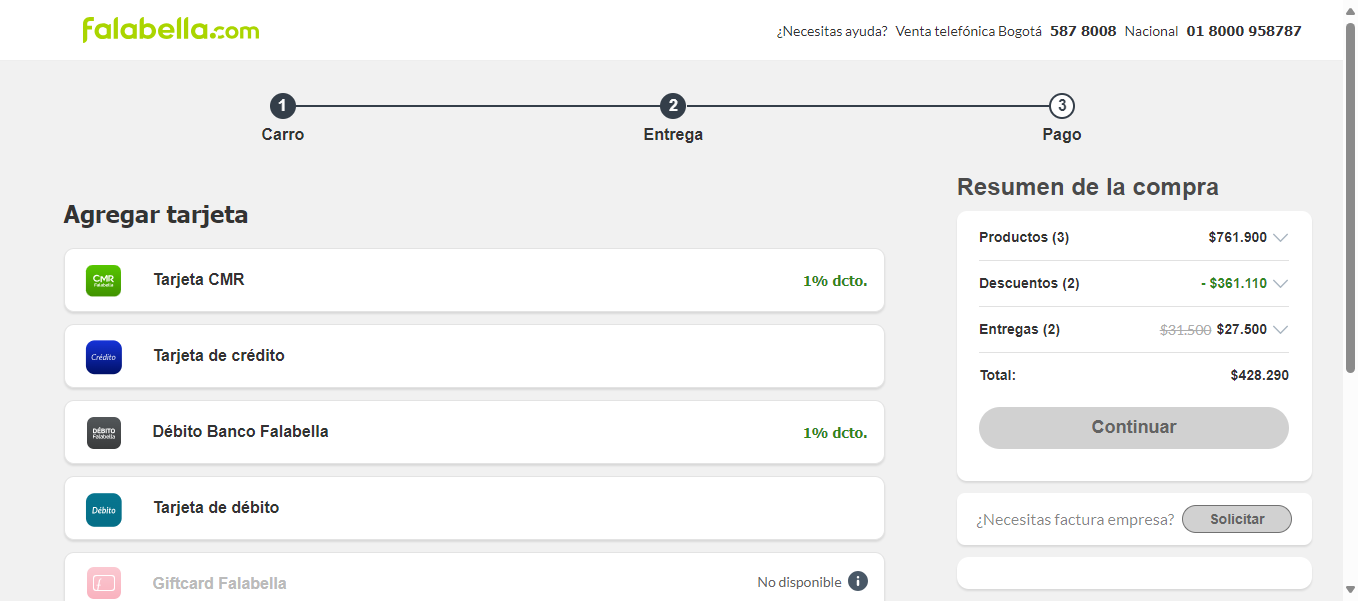 falabella.com
¿Necesitas ayuda? Venta telefónica Bogotá 587 8008 Nacional 01 8000 958787
1 2 3
Carro Entrega Pago
Agregar tarjeta
CMR
Falabella
Tarjeta CMR 1% dcto.
Crédito
Tarjeta de crédito
DÉBITO
Falabella
Débito Banco Falabella 1% dcto.
Débito
Tarjeta de débito
Giftcard Falabella No disponible i
Resumen de la compra
Productos (3) $761.900
Descuentos (2) - $361.110
Entregas (2) $31.500 $27.500
Total: $428.290
Continuar
¿Necesitas factura empresa? Solicitar